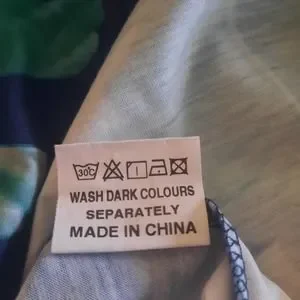 30℃
WASH DARK COLOURS
SEPARATELY
MADE IN CHINA